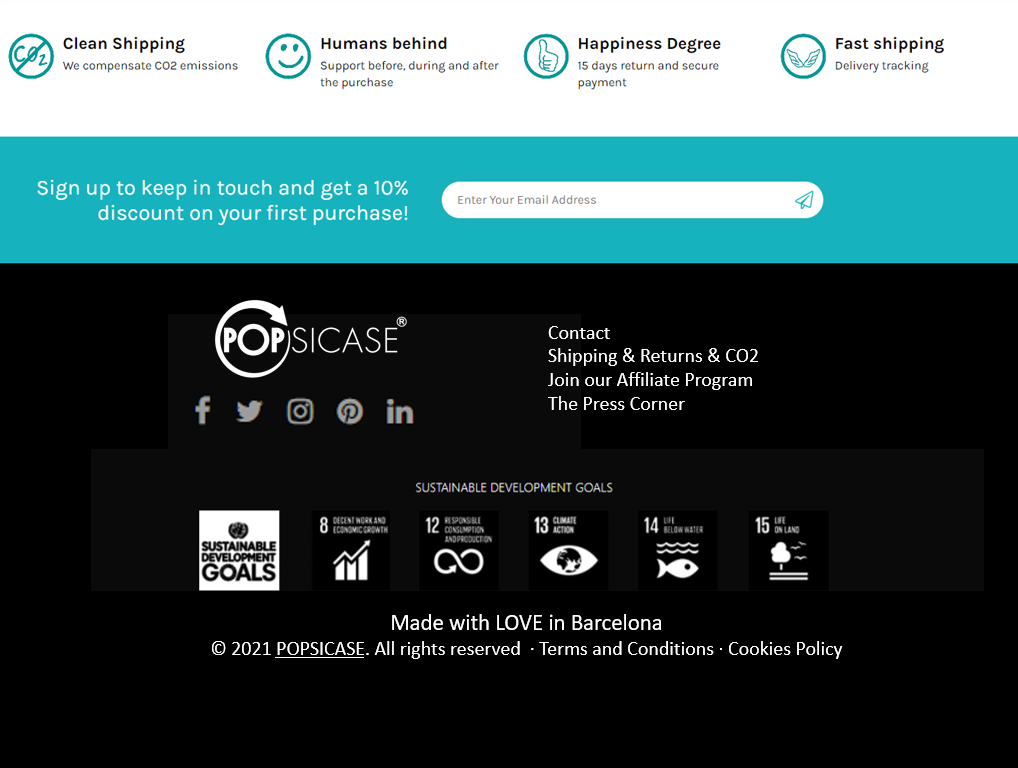 CO2
Clean Shipping
We compensate CO2 emissions
Humans behind
Support before, during and after
the purchase
Happiness Degree
15 days return and secure
payment
Fast shipping
Delivery tracking
Sign up to keep in touch and get a 10%
discount on your first purchase!
Enter Your Email Address
POPSICASE®
Contact
Shipping & Returns & CO2
Join our Affiliate Program
The Press Corner
SUSTAINABLE DEVELOPMENT GOALS
SUSTAINABLE
DEVELOPMENT
GOALS
8 DECENT WORK AND
ECONOMIC GROWTH
12 RESPONSIBLE
CONSUMPTION
AND PRODUCTION
13 CLIMATE
ACTION
14 LIFE
BELOW WATER
15 LIFE
ON LAND
Made with LOVE in Barcelona
© 2021 POPSICASE. All rights reserved · Terms and Conditions · Cookies Policy